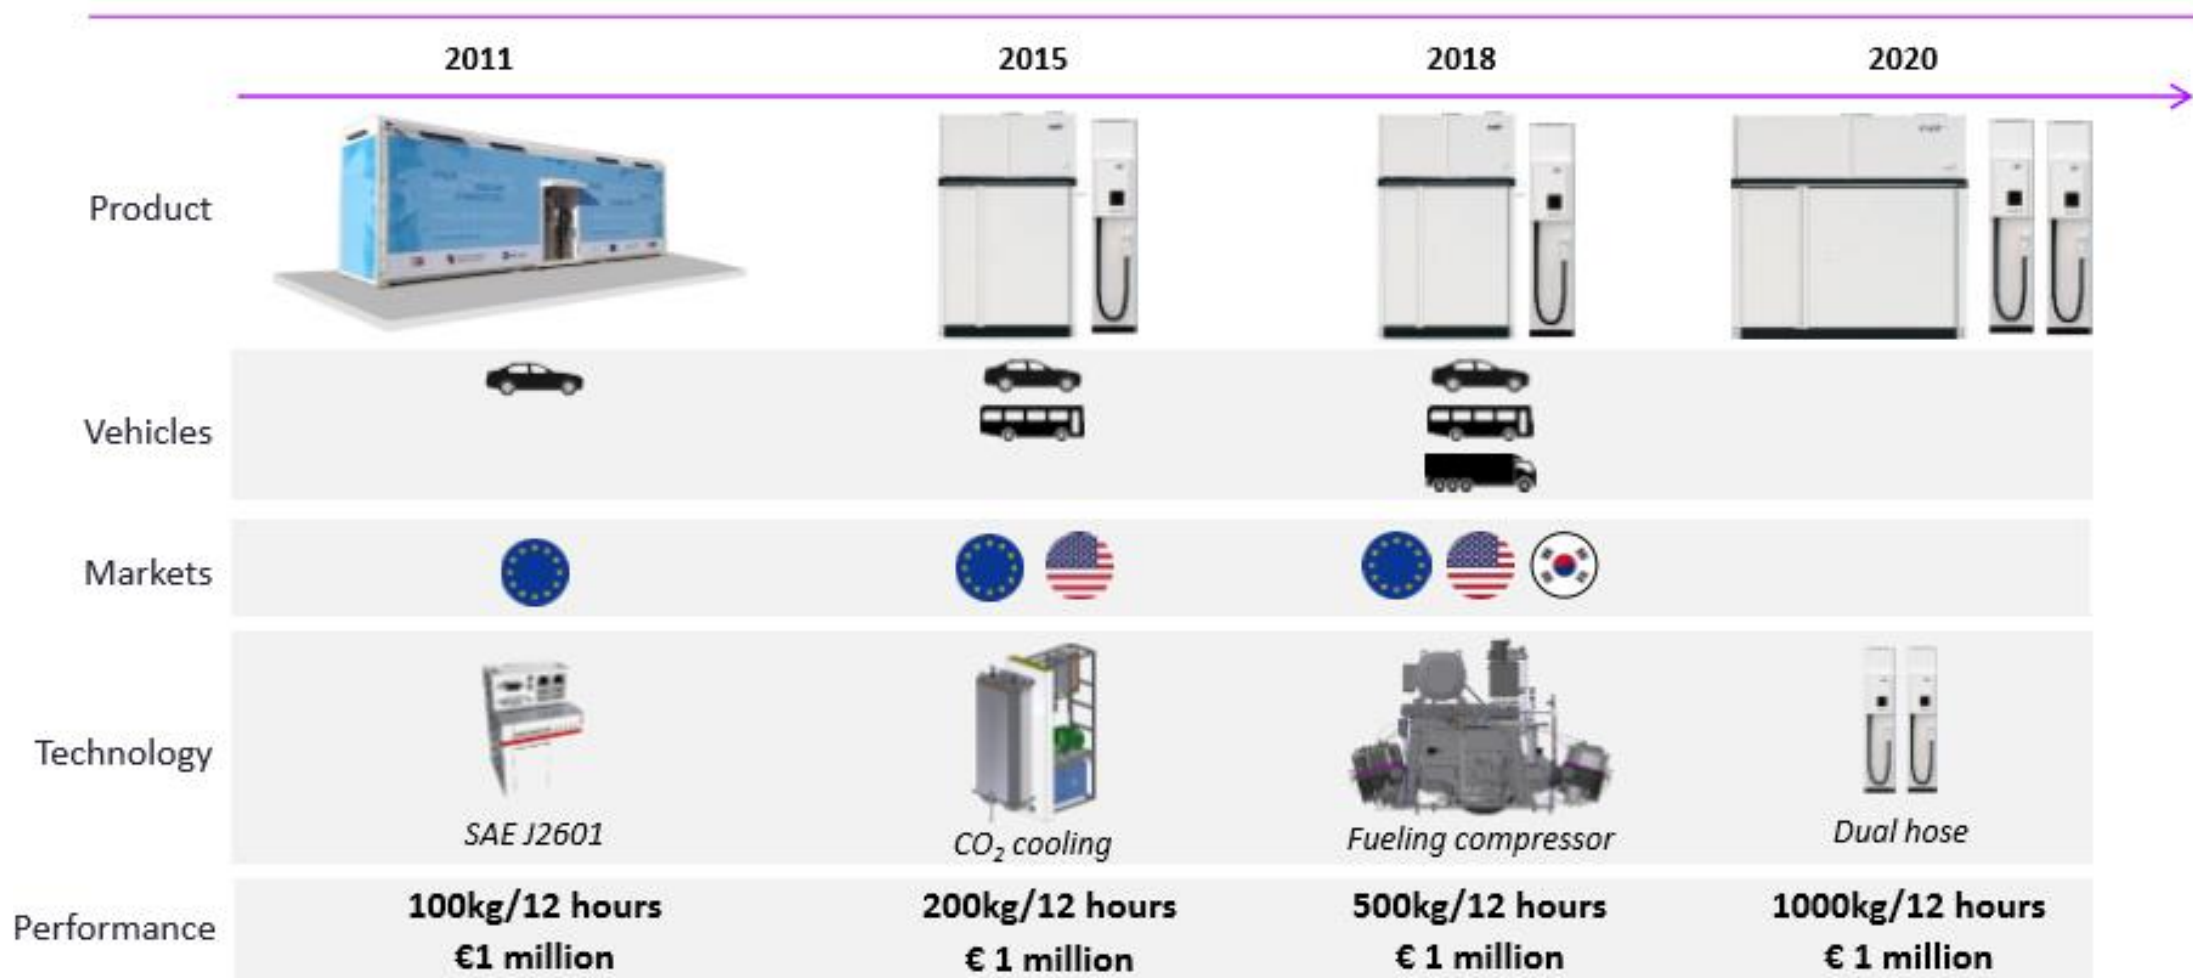 2011 2015 2018 2020
Product
Vehicles
Markets
Technology
SAE J2601 CO₂ cooling Fueling compressor Dual hose
Performance
100kg/12 hours 200kg/12 hours 500kg/12 hours 1000kg/12 hours
€1 million € 1 million € 1 million € 1 million